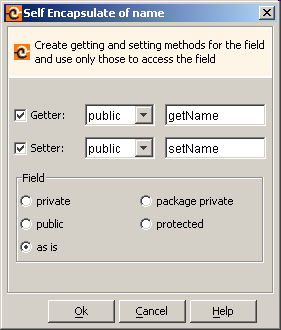 Self Encapsulate of name
Create getting and setting methods for the field
and use only those to access the field
Getter: public getName
Setter: public setName
Field
private package private
public protected
as is
Ok Cancel Help